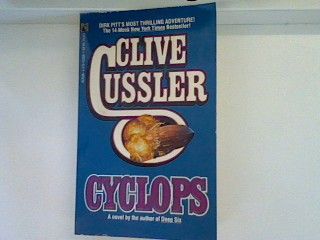 DIRK PITT'S MOST THRILLING ADVENTURE!
The 14-Week New York Times Bestseller!
CLIVE
CUSSLER
CYCLOPS
A novel by the author of Deep Six